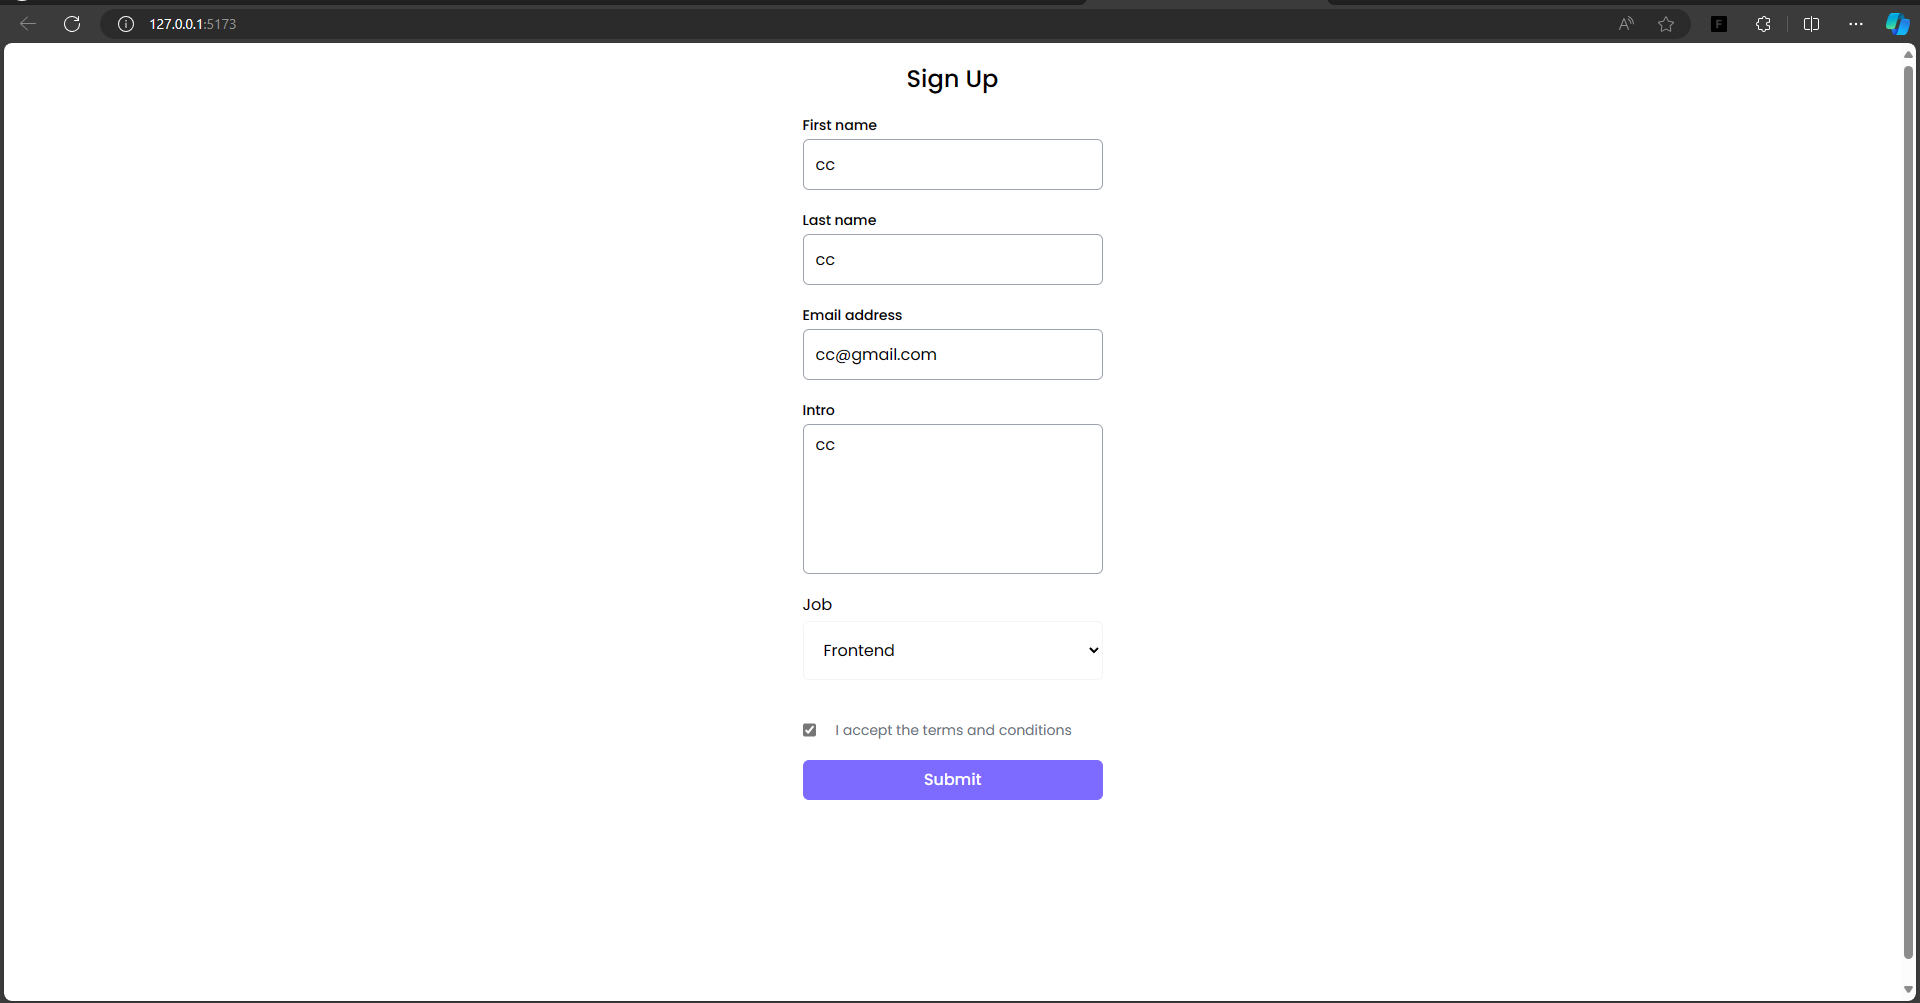 127.0.0.1:5173
Sign Up
First name
cc
Last name
cc
Email address
cc@gmail.com
Intro
cc
Job
Frontend
I accept the terms and conditions
Submit